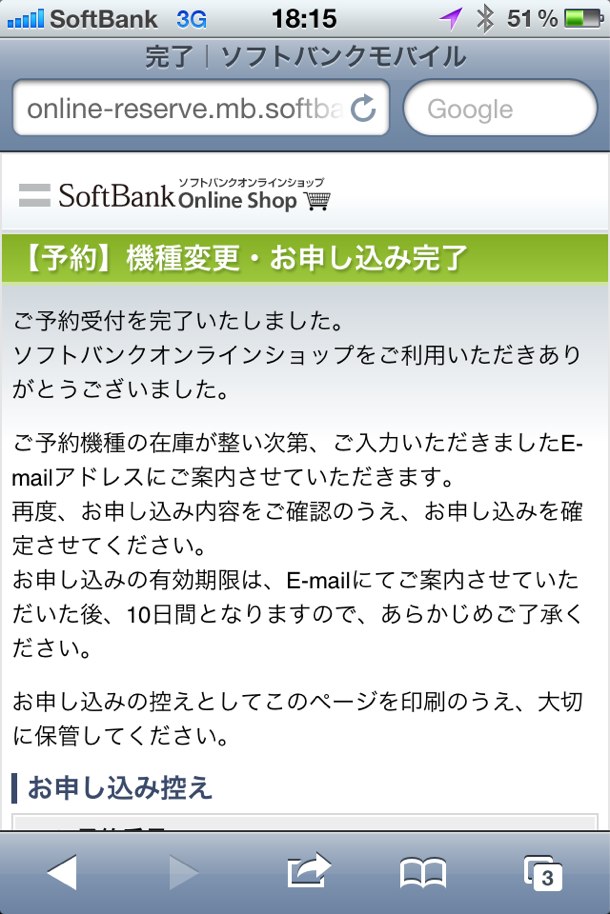 SoftBank 3G 18:15 51%
完了｜ソフトバンクモバイル
online-reserve.mb.softba Google
ソフトバンクオンラインショップ
SoftBank Online Shop
【予約】機種変更・お申し込み完了
ご予約受付を完了いたしました。
ソフトバンクオンラインショップをご利用いただきあり
がとうございました。
ご予約機種の在庫が整い次第、ご入力いただきましたE-
mailアドレスにご案内させていただきます。
再度、お申し込み内容をご確認のうえ、お申し込みを確
定させてください。
お申し込みの有効期限は、E-mailにてご案内させていた
だいた後、10日間となりますので、あらかじめご了承く
ださい。
お申し込みの控えとしてこのページを印刷のうえ、大切
に保管してください。
お申し込み控え
3